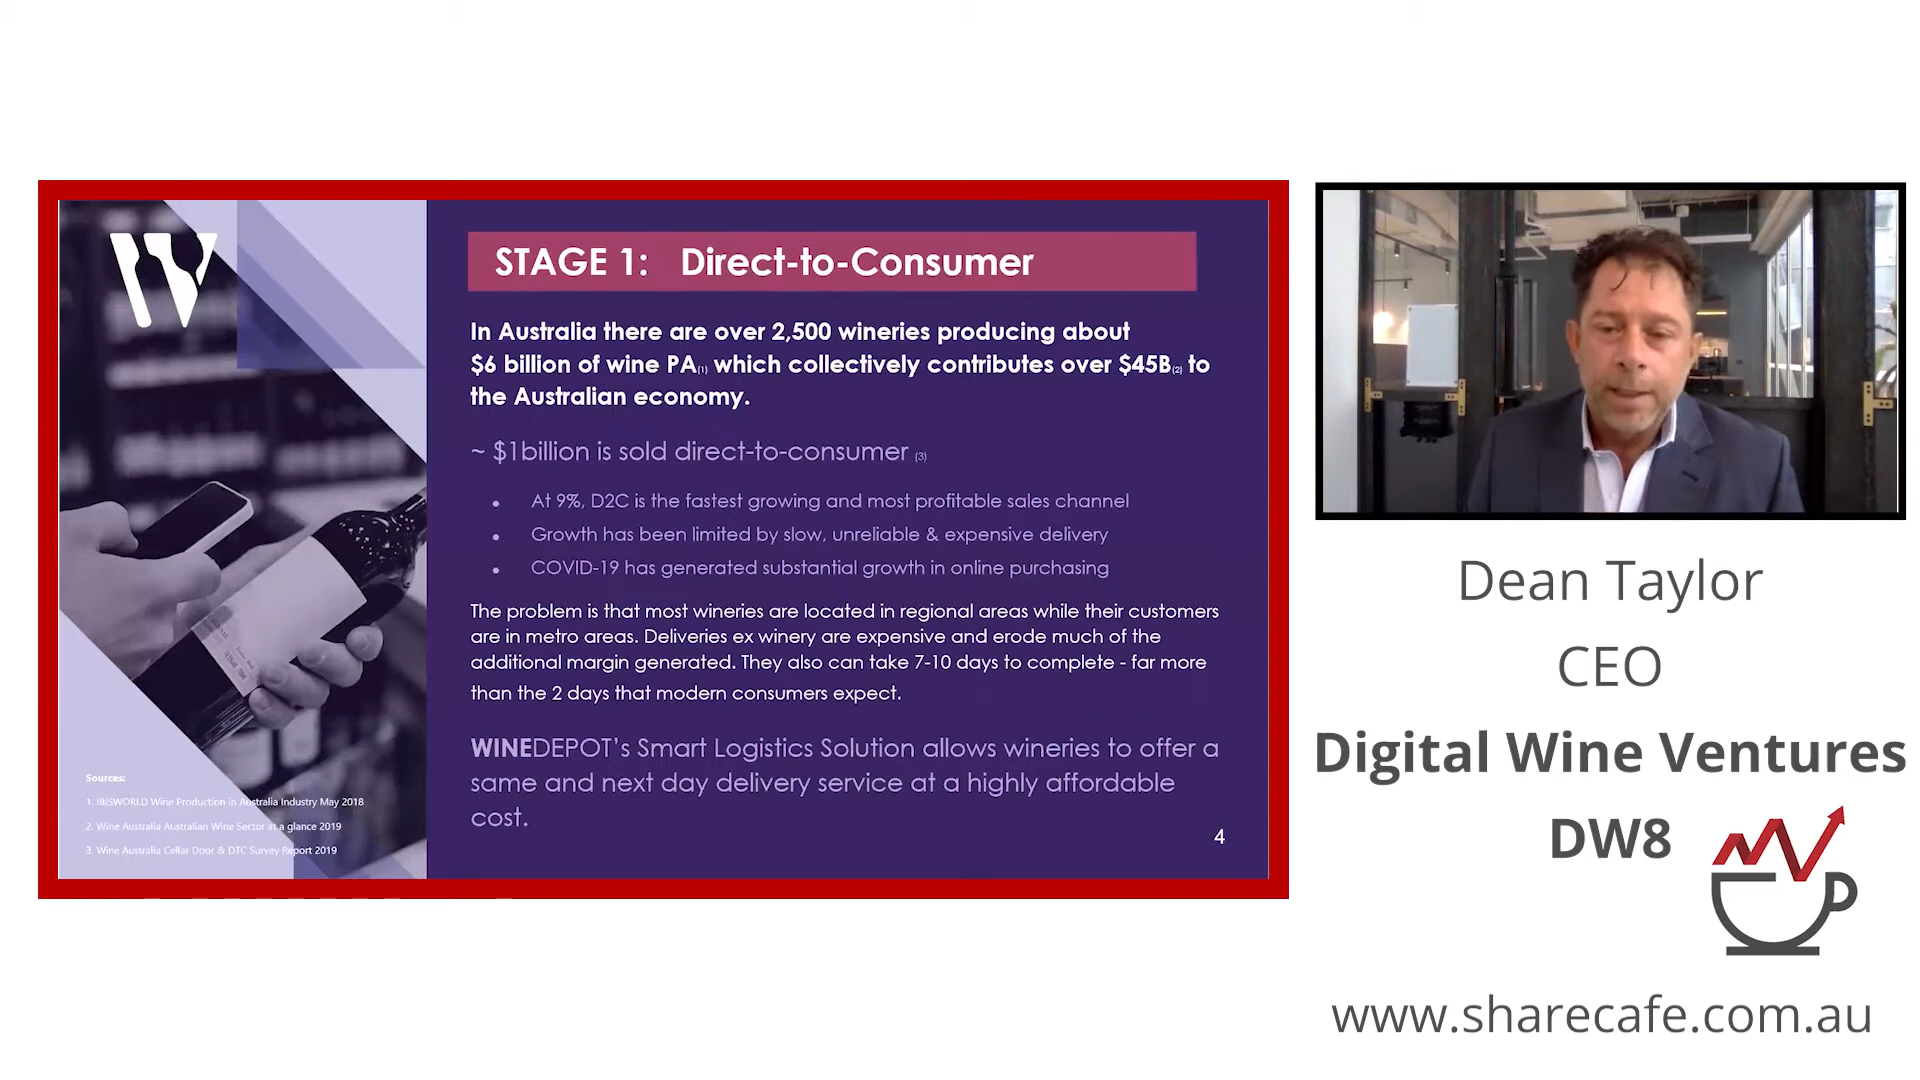 STAGE 1: Direct-to-Consumer
In Australia there are over 2,500 wineries producing about
$6 billion of wine PA(1) which collectively contributes over $45B(2) to
the Australian economy.
~ $1billion is sold direct-to-consumer (3)
• At 9%, D2C is the fastest growing and most profitable sales channel
• Growth has been limited by slow, unreliable & expensive delivery
• COVID-19 has generated substantial growth in online purchasing
The problem is that most wineries are located in regional areas while their customers
are in metro areas. Deliveries ex winery are expensive and erode much of the
additional margin generated. They also can take 7-10 days to complete - far more
than the 2 days that modern consumers expect.
WINEDEPOT's Smart Logistics Solution allows wineries to offer a
same and next day delivery service at a highly affordable
cost.
4
Sources:
1. IBISWORLD Wine Production in Australia Industry May 2018
2. Wine Australia Australian Wine Sector at a glance 2019
3. Wine Australia Cellar Door & DTC Survey Report 2019
Dean Taylor
CEO
Digital Wine Ventures
DW8
www.sharecafe.com.au